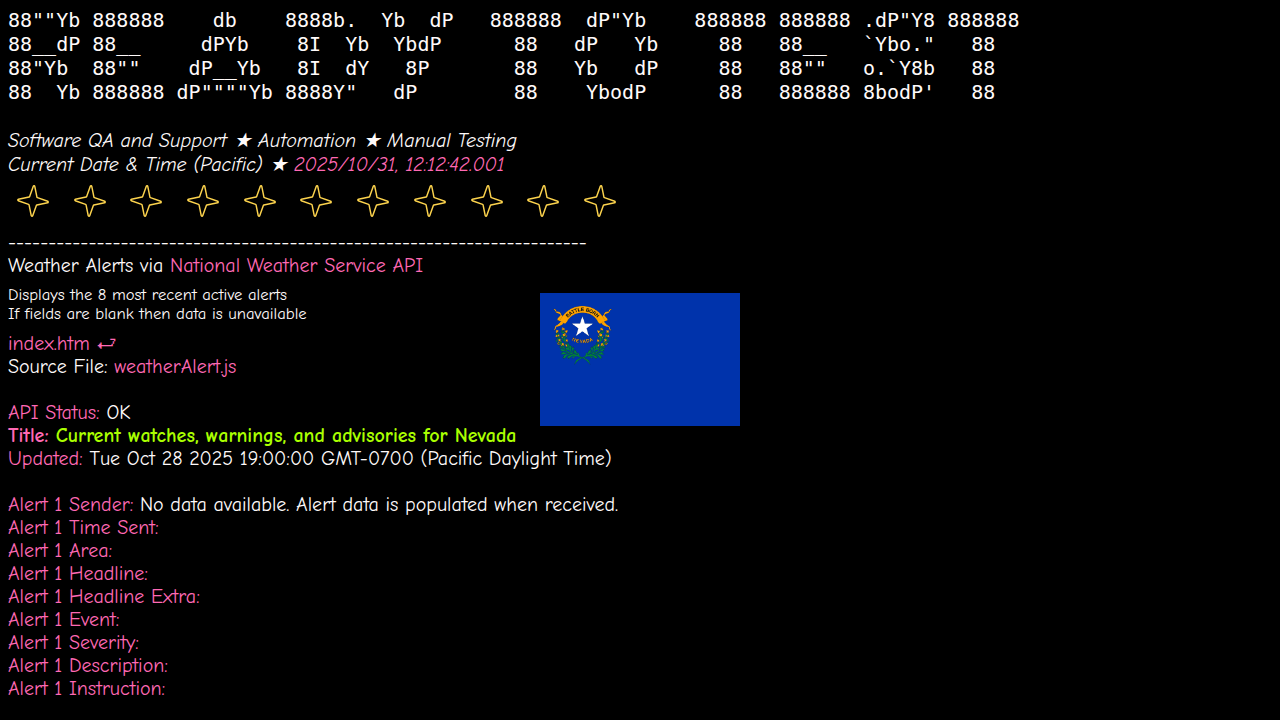 88""Yb 888888    db    8888b.  Yb  dP   888888  dP"Yb    888888 888888 .dP"Y8 888888
88__dP 88__     dPYb    8I  Yb  YbdP      88   dP   Yb     88   88__   `Ybo."   88
88"Yb  88""    dP__Yb   8I  dY   8P       88   Yb   dP     88   88""   o.`Y8b   88
88  Yb 888888 dP""""Yb 8888Y"   dP        88    YbodP      88   888888 8bodP'   88
Software QA and Support ★ Automation ★ Manual Testing
Current Date & Time (Pacific) ★ 2025/10/31, 12:12:42.001
------------------------------------------------------------------------
Weather Alerts via National Weather Service API
Displays the 8 most recent active alerts
If fields are blank then data is unavailable
BATTLE BORN
NEVADA
index.htm ⮐
Source File: weatherAlert.js
API Status: OK
Title: Current watches, warnings, and advisories for Nevada
Updated: Tue Oct 28 2025 19:00:00 GMT-0700 (Pacific Daylight Time)
Alert 1 Sender: No data available. Alert data is populated when received.
Alert 1 Time Sent:
Alert 1 Area:
Alert 1 Headline:
Alert 1 Headline Extra:
Alert 1 Event:
Alert 1 Severity:
Alert 1 Description:
Alert 1 Instruction: